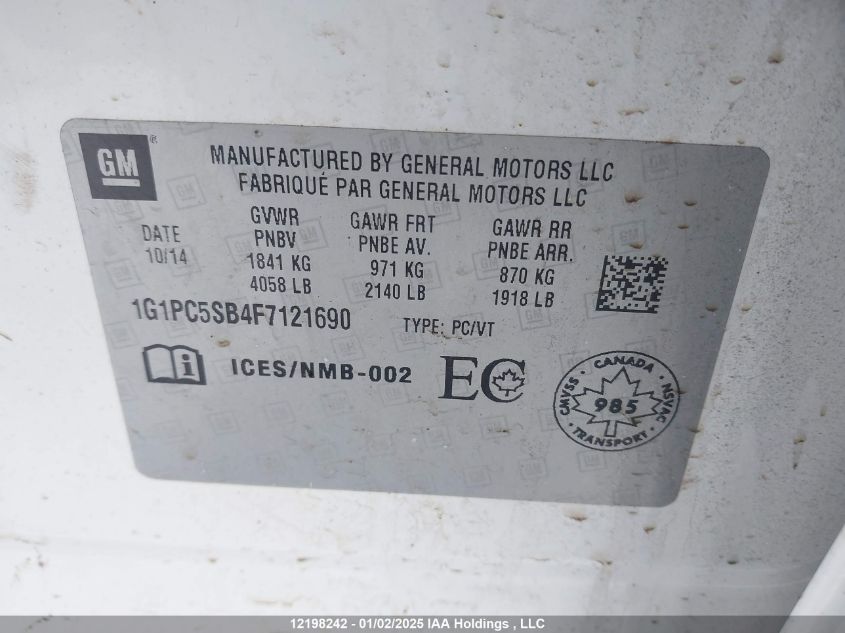 GM
MANUFACTURED BY GENERAL MOTORS LLC
FABRIQUÉ PAR GENERAL MOTORS LLC
DATE
10/14
GVWR
PNBV
1841 KG
4058 LB
GAWR FRT
PNBE AV.
971 KG
2140 LB
GAWR RR
PNBE ARR.
870 KG
1918 LB
1G1PC5SB4F7121690
TYPE: PC/VT
ICES/NMB-002
EC
CANADA
CMVSS
NSVAC
985
TRANSPORT
12198242 - 01/02/2025 IAA Holdings , LLC